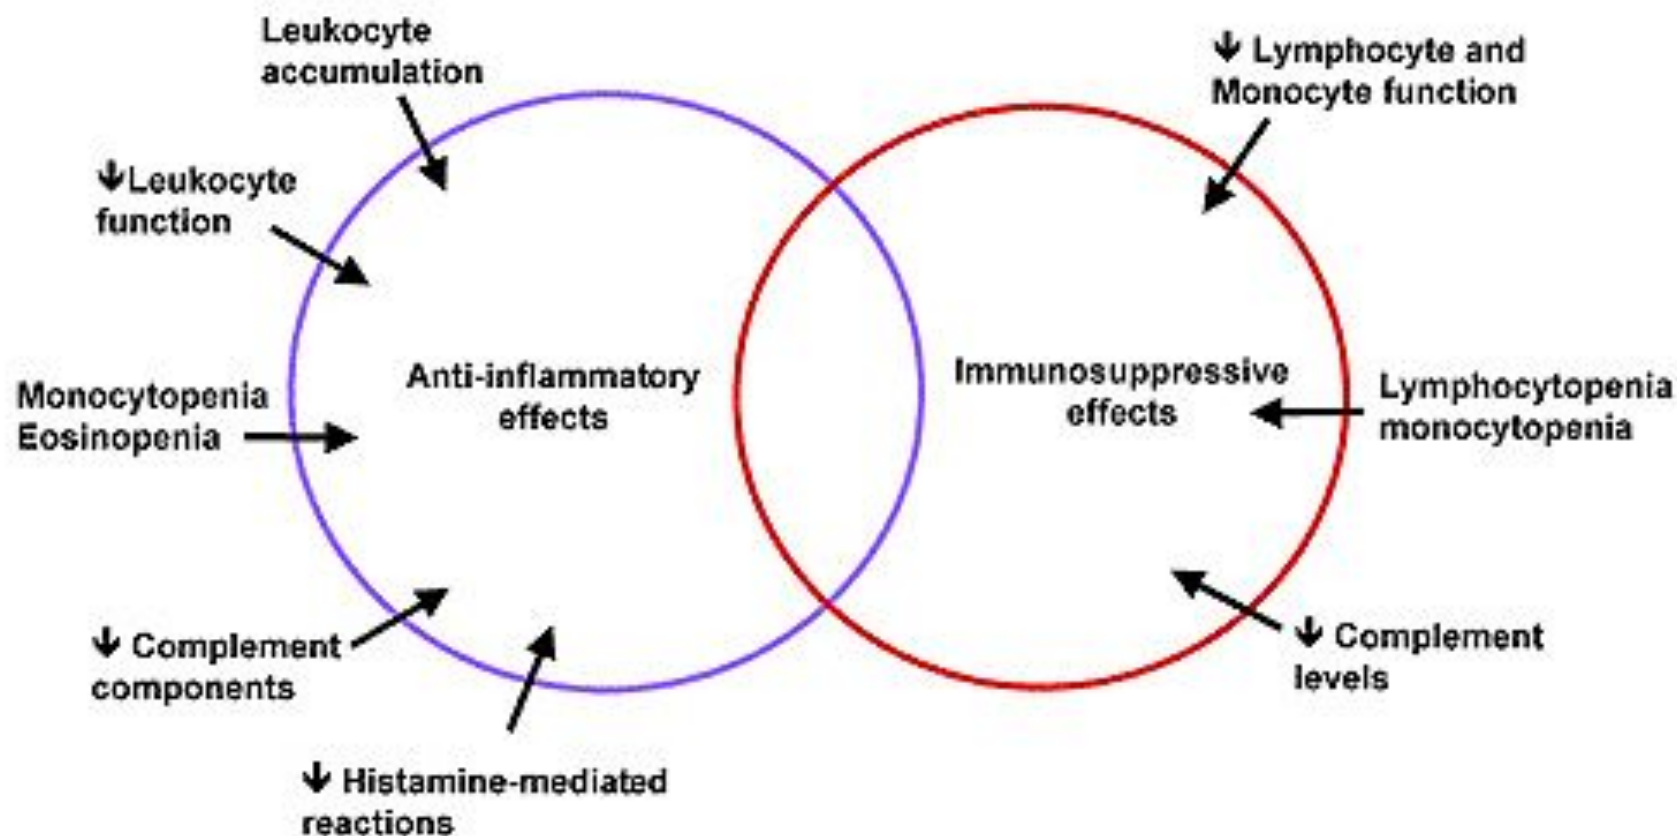 Leukocyte
accumulation
↓ Lymphocyte and
Monocyte function
↓Leukocyte
function
Anti-inflammatory
effects
Immunosuppressive
effects
Monocytopenia
Eosinopenia
Lymphocytopenia
monocytopenia
↓ Complement
components
↓ Complement
levels
↓ Histamine-mediated
reactions